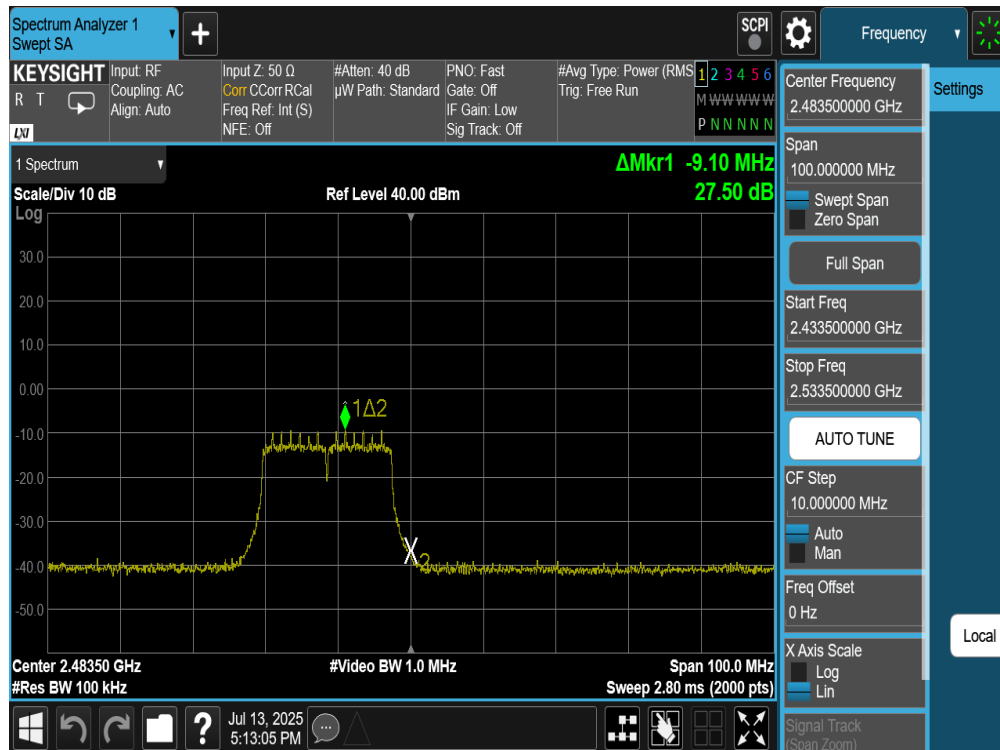 Spectrum Analyzer 1
Swept SA
+
SCPI
Frequency
KEYSIGHT
R T
LXI
Input: RF
Coupling: AC
Align: Auto
Input Z: 50 Ω
Corr CCorr RCal
Freq Ref: Int (S)
NFE: Off
#Atten: 40 dB
µW Path: Standard
PNO: Fast
Gate: Off
IF Gain: Low
Sig Track: Off
#Avg Type: Power (RMS
Trig: Free Run
1 2 3 4 5 6
M W W W W W
P N N N N N
1 Spectrum
ΔMkr1 -9.10 MHz
27.50 dB
Scale/Div 10 dB
Ref Level 40.00 dBm
Log
30.0
20.0
10.0
0.00
-10.0
-20.0
-30.0
-40.0
-50.0
1Δ2
X2
Center 2.48350 GHz
#Video BW 1.0 MHz
Span 100.0 MHz
#Res BW 100 kHz
Sweep 2.80 ms (2000 pts)
Center Frequency
2.483500000 GHz
Span
100.000000 MHz
Swept Span
Zero Span
Full Span
Start Freq
2.433500000 GHz
Stop Freq
2.533500000 GHz
AUTO TUNE
CF Step
10.000000 MHz
Auto
Man
Freq Offset
0 Hz
X Axis Scale
Log
Lin
Signal Track
(Span Zoom)
Settings
Local
?
Jul 13, 2025
5:13:05 PM